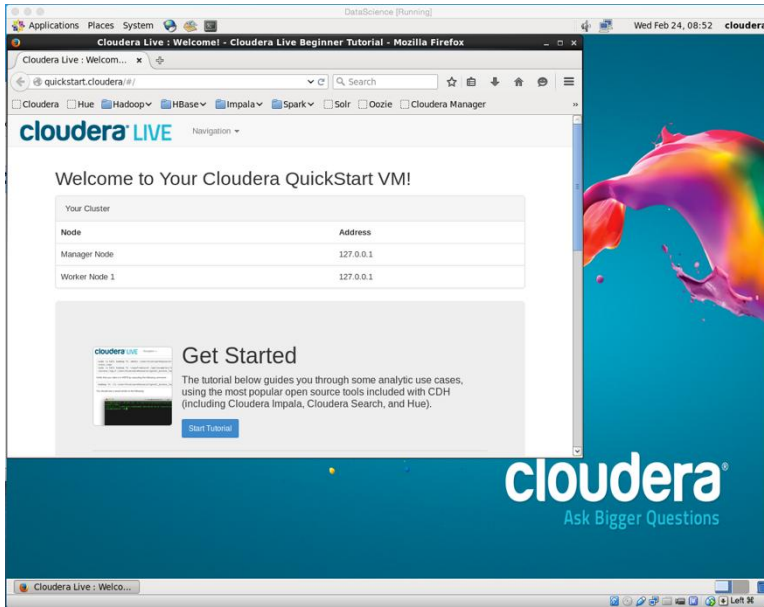 DataScience [Running]
Applications Places System
Wed Feb 24, 08:52 cloudera
Cloudera Live : Welcome! - Cloudera Live Beginner Tutorial - Mozilla Firefox
Cloudera Live : Welcom...
quickstart.cloudera/#/
Search
Cloudera Hue Hadoop HBase Impala Spark Solr Oozie Cloudera Manager
cloudera LIVE Navigation
Welcome to Your Cloudera QuickStart VM!
Your Cluster
Node Address
Manager Node 127.0.0.1
Worker Node 1 127.0.0.1
cloudera LIVE
Get Started
The tutorial below guides you through some analytic use cases,
using the most popular open source tools included with CDH
(including Cloudera Impala, Cloudera Search, and Hue).
Start Tutorial
cloudera®
Ask Bigger Questions
Cloudera Live : Welco...
Left ⌘